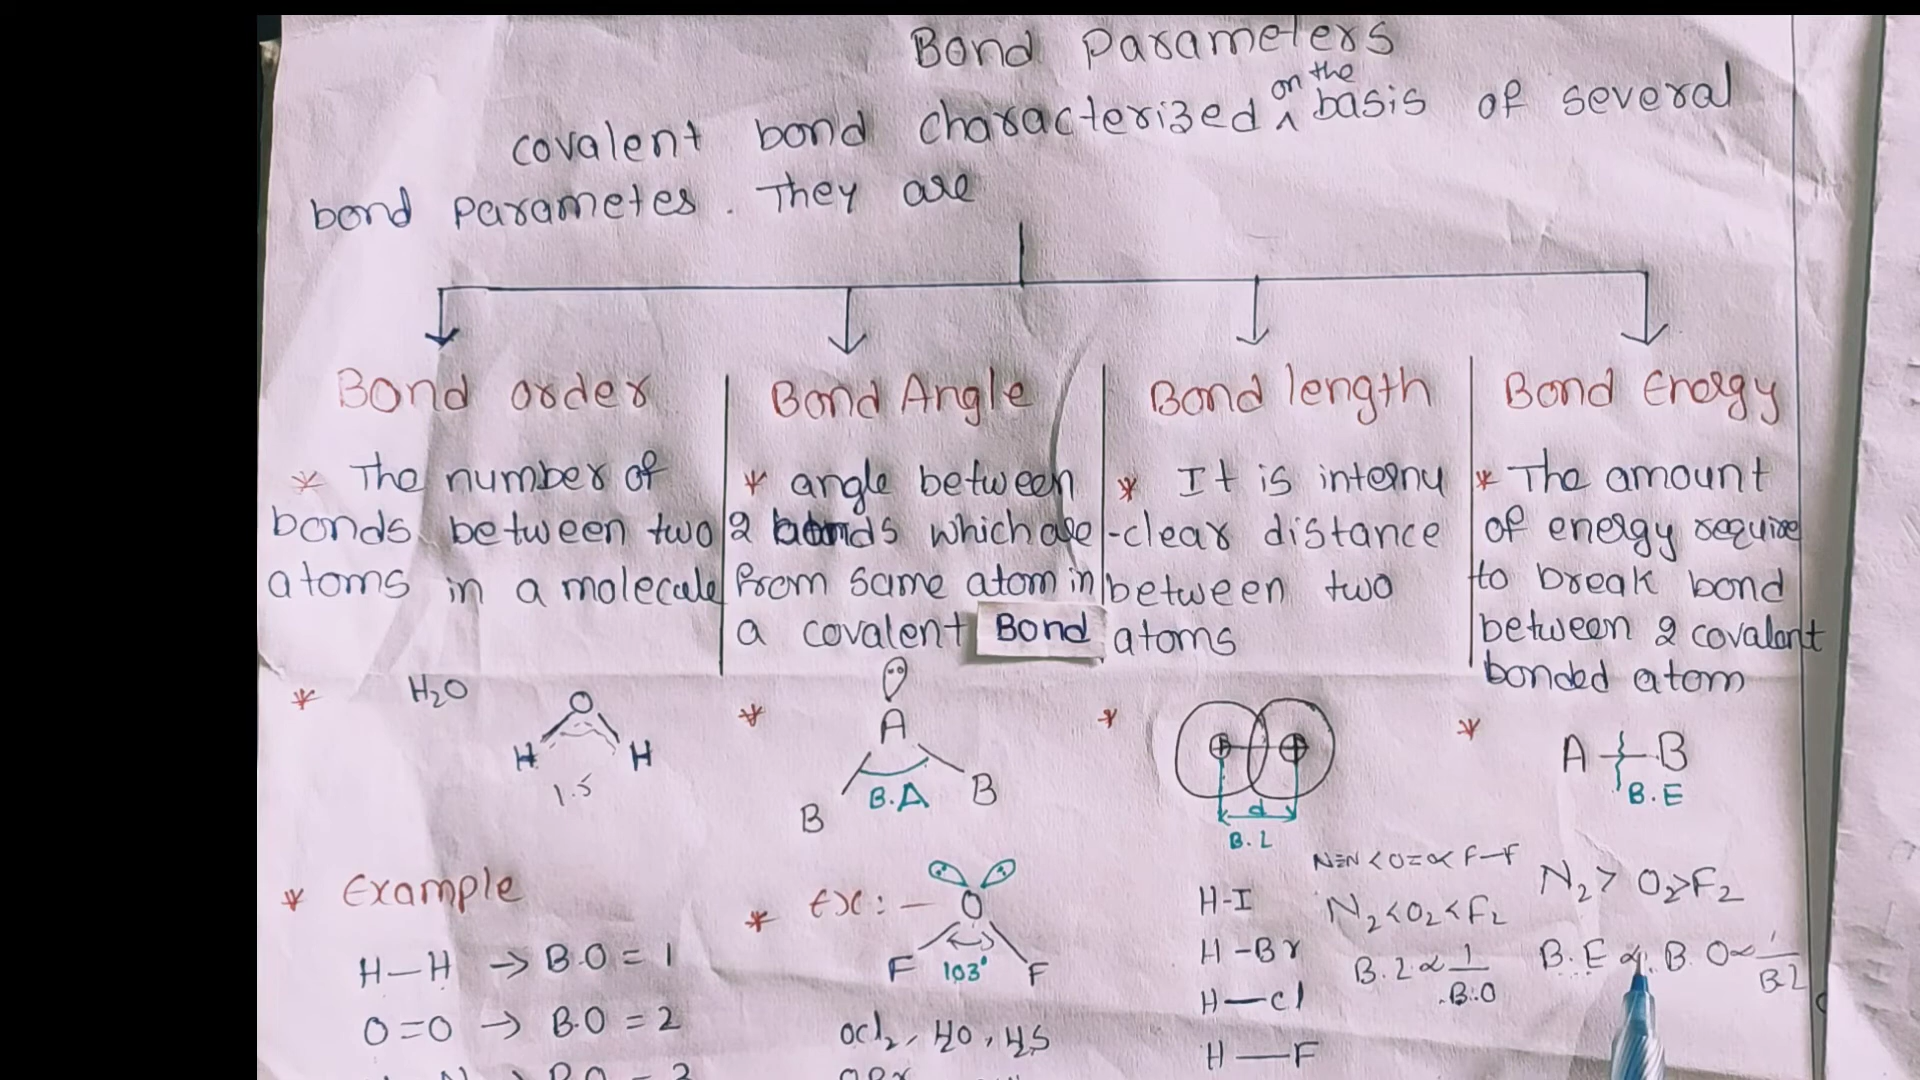 Bond Parameters
covalent bond characterized ^ on the basis of several
bond parametes. They are
Bond order
* The number of
bonds between two
atoms in a molecule
* H₂O
O
H H
1.5
* Example
H—H → B.O = 1
O=O → B.O = 2
Bond Angle
* angle between
2 bonds which are
from same atom in
a covalent Bond
*
A
B B
B.A
* Ex: — O
F 103° F
OCl₂, H₂O, H₂S
Bond length
* It is internu
-clear distance
between two
atoms
*
d
B.L
N≡N < O=O < F—F
H-I
N₂ < O₂ < F₂
H-Br
B.L ∝ 1/B.O
H—Cl
H—F
Bond Energy
* The amount
of energy require
to break bond
between 2 covalant
bonded atom
* A—B
B.E
N₂ > O₂ > F₂
B.E ∝ B.O ∝ 1/B.L